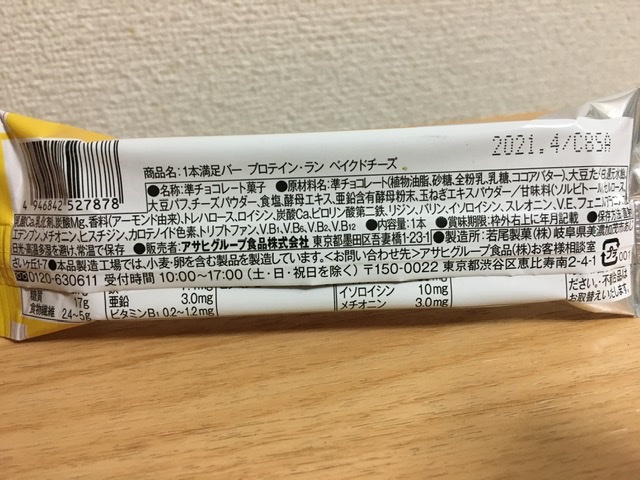 2021.4/C85A
4 946842 527878
商品名:1本満足バー プロテイン・ラン ベイクドチーズ
●名称:準チョコレート菓子 ●原材料名:準チョコレート(植物油脂、砂糖、全粉乳、乳糖、ココアバター)、大豆
大豆パフ、チーズパウダー、食塩、酵母エキス、亜鉛含有酵母粉末、玉ねぎエキスパウダー/甘味料(ソルビトール
炭酸Mg、香料(アーモンド由来)、トレハロース、ロイシン、炭酸Ca、ピロリン酸第二鉄、リシン、バリン、イソロイシン、スレオニン、V.E、
メチオニン、ヒスチジン、カロテノイド色素、トリプトファン、V.B1、V.B6、V.B2、V.B12 ●内容量:1本 ●賞味期限:枠外右上に年月記載
高温多湿を避け、常温で保存 ●販売者:アサヒグループ食品株式会社 東京都墨田区吾妻橋1-23-1 ●製造所:若尾製菓(株) 岐阜県
●本製造工場では、小麦・卵を含む製品を製造しています。<お問い合わせ先>アサヒグループ食品(株)お客様相談室
0120-630611 受付時間 10:00〜17:00 (土・日・祝日を除く) 〒150-0022 東京都渋谷区恵比寿南2-4-1
糖質 17g 亜鉛 3.0mg イソロイシン 10mg
食物繊維 2.4〜5g ビタミンB1 0.2〜1.2mg メチオニン 3.0mg
お取替えいたします。